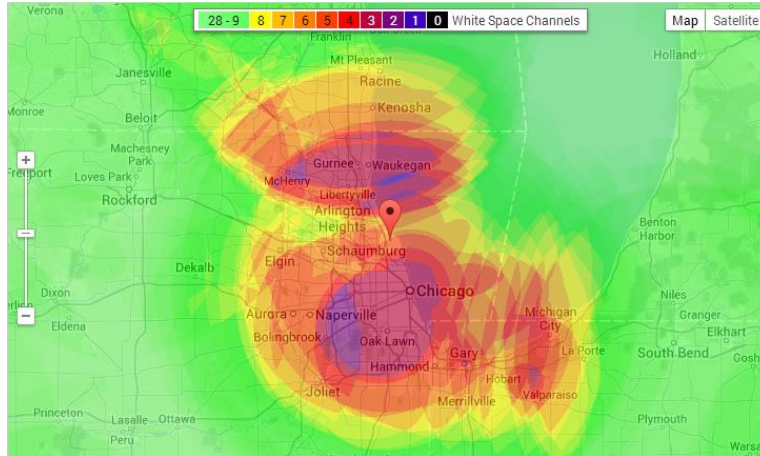 28 - 9 8 7 6 5 4 3 2 1 0 White Space Channels
Map Satellite
Verona
Franklin
Holland
Mt Pleasant
Janesville
Racine
Monroe
Beloit
Kenosha
Machesney
Park
Gurnee
Waukegan
Loves Park
McHenry
Rockford
Libertyville
Arlington
Heights
Benton
Harbor
Schaumburg
Elgin
Dekalb
Chicago
Dixon
Niles
Michigan
City
Aurora
Naperville
Granger
Eldena
Elkhart
Bolingbrook
Oak Lawn
La Porte
South Bend
Gary
Hammond
Hobart
Joliet
Valparaiso
Merrillville
Princeton
Lasalle
Ottawa
Plymouth
Peru